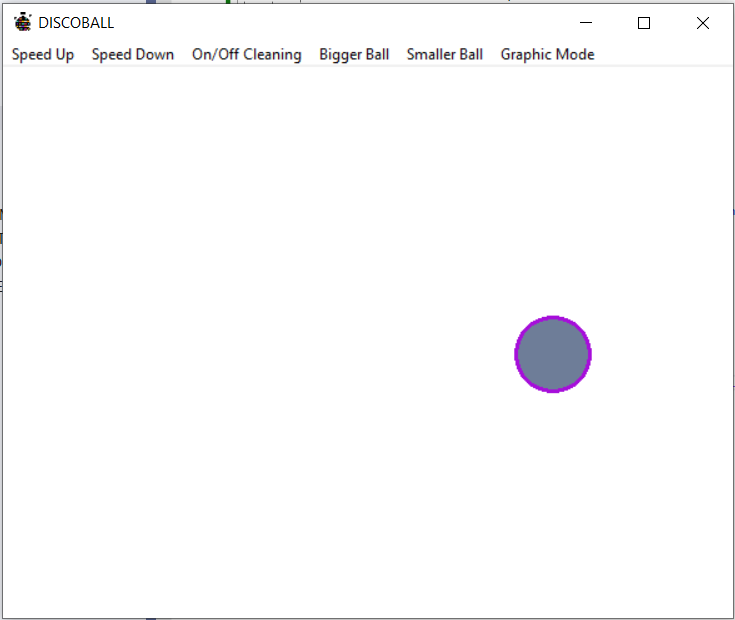 DISCOBALL
Speed Up Speed Down On/Off Cleaning Bigger Ball Smaller Ball Graphic Mode